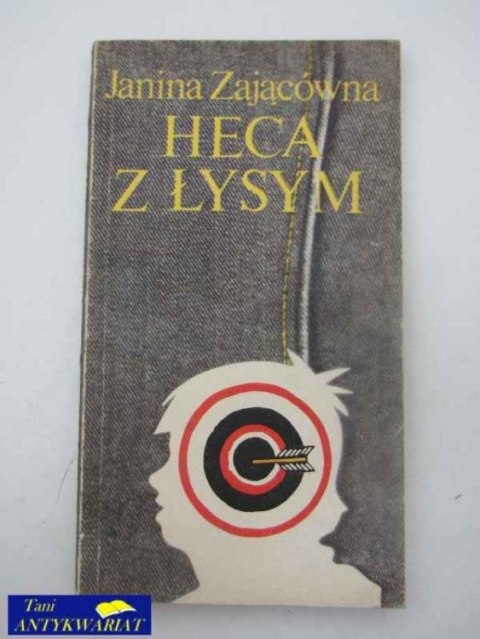 Janina Zającówna
HECA
Z ŁYSYM
Tani
ANTYKWARIAT